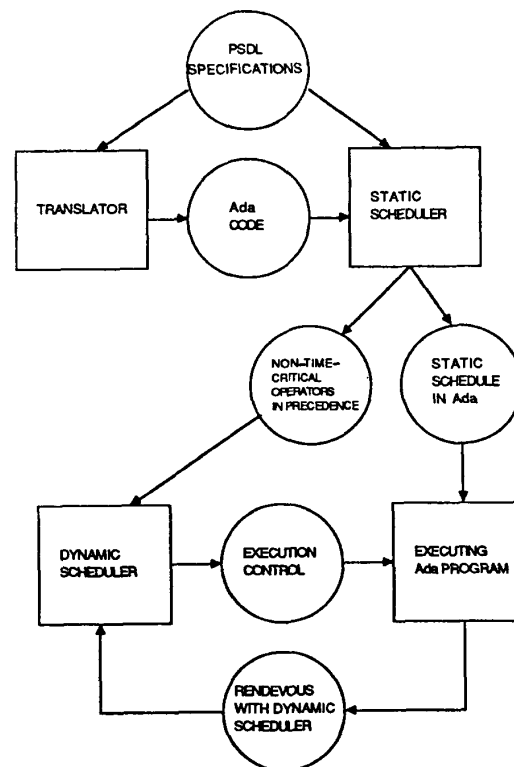 PSDL
SPECIFICATIONS
TRANSLATOR
Ada
CODE
STATIC
SCHEDULER
NON-TIME-
CRITICAL
OPERATORS
IN PRECEDENCE
STATIC
SCHEDULE
IN Ada
DYNAMIC
SCHEDULER
EXECUTION
CONTROL
EXECUTING
Ada PROGRAM
RENDEVOUS
WITH DYNAMIC
SCHEDULER